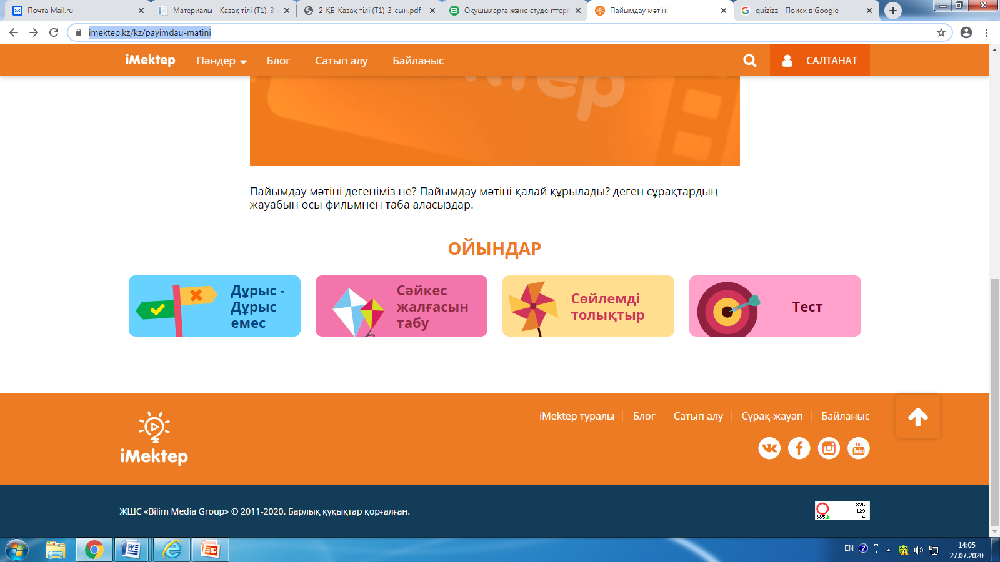 Почта Mail.ru
Материалы - Қазақ тілі (Т1). 3-
2-ҚБ_Қазақ тілі (Т1)_3-сын.pdf
Оқушыларға және студенттер
Пайымдау мәтіні
quizizz - Поиск в Google
imektep.kz/kz/payimdau-matini
iMektep
Пәндер
Блог
Сатып алу
Байланыс
САЛТАНАТ
Пайымдау мәтіні дегеніміз не? Пайымдау мәтіні қалай құрылады? деген сұрақтардың
жауабын осы фильмнен таба аласыздар.
ОЙЫНДАР
Дұрыс -
Дұрыс
емес
Сәйкес
жалғасын
табу
Сөйлемді
толықтыр
Тест
iMektep
iMektep туралы
Блог
Сатып алу
Сұрақ-жауап
Байланыс
You
Tube
ЖШС «Bilim Media Group» © 2011-2020. Барлық құқықтар қорғалған.
826
129
385 4
EN
14:05
27.07.2020